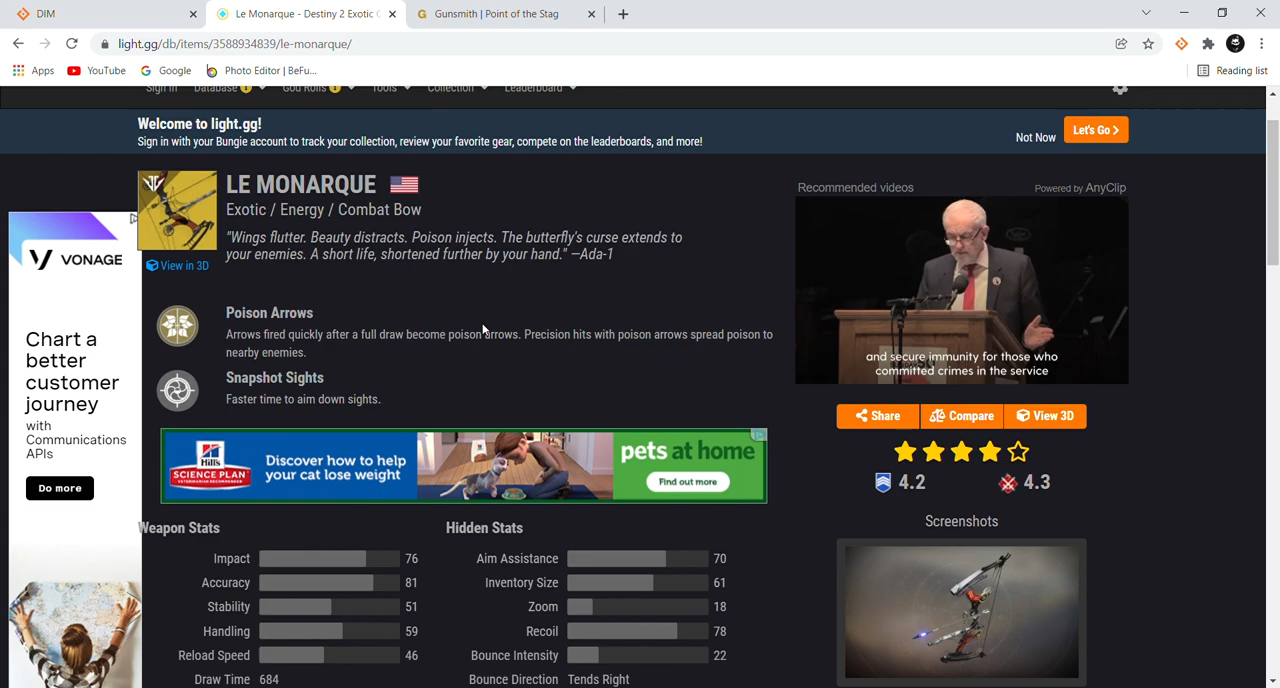 DIM
Le Monarque - Destiny 2 Exotic C
Gunsmith | Point of the Stag
light.gg/db/items/3588934839/le-monarque/
Apps
YouTube
Google
Photo Editor | BeFu...
Reading list
Sign In
Database
God Rolls
Tools
Collection
Leaderboard
Welcome to light.gg!
Sign in with your Bungie account to track your collection, review your favorite gear, compete on the leaderboards, and more!
Not Now
Let's Go
LE MONARQUE
Exotic / Energy / Combat Bow
"Wings flutter. Beauty distracts. Poison injects. The butterfly's curse extends to
your enemies. A short life, shortened further by your hand." —Ada-1
View in 3D
Poison Arrows
Arrows fired quickly after a full draw become poison arrows. Precision hits with poison arrows spread poison to
nearby enemies.
Snapshot Sights
Faster time to aim down sights.
VONAGE
Chart a
better
customer
journey
with
Communications
APIs
Do more
Hill's
SCIENCE PLAN
VETERINARIAN RECOMMENDED
Discover how to help
your cat lose weight
pets at home
Find out more
Weapon Stats
Impact 76
Accuracy 81
Stability 51
Handling 59
Reload Speed 46
Draw Time 684
Hidden Stats
Aim Assistance 70
Inventory Size 61
Zoom 18
Recoil 78
Bounce Intensity 22
Bounce Direction Tends Right
Recommended videos
Powered by AnyClip
and secure immunity for those who
committed crimes in the service
Share
Compare
View 3D
4.2
4.3
Screenshots